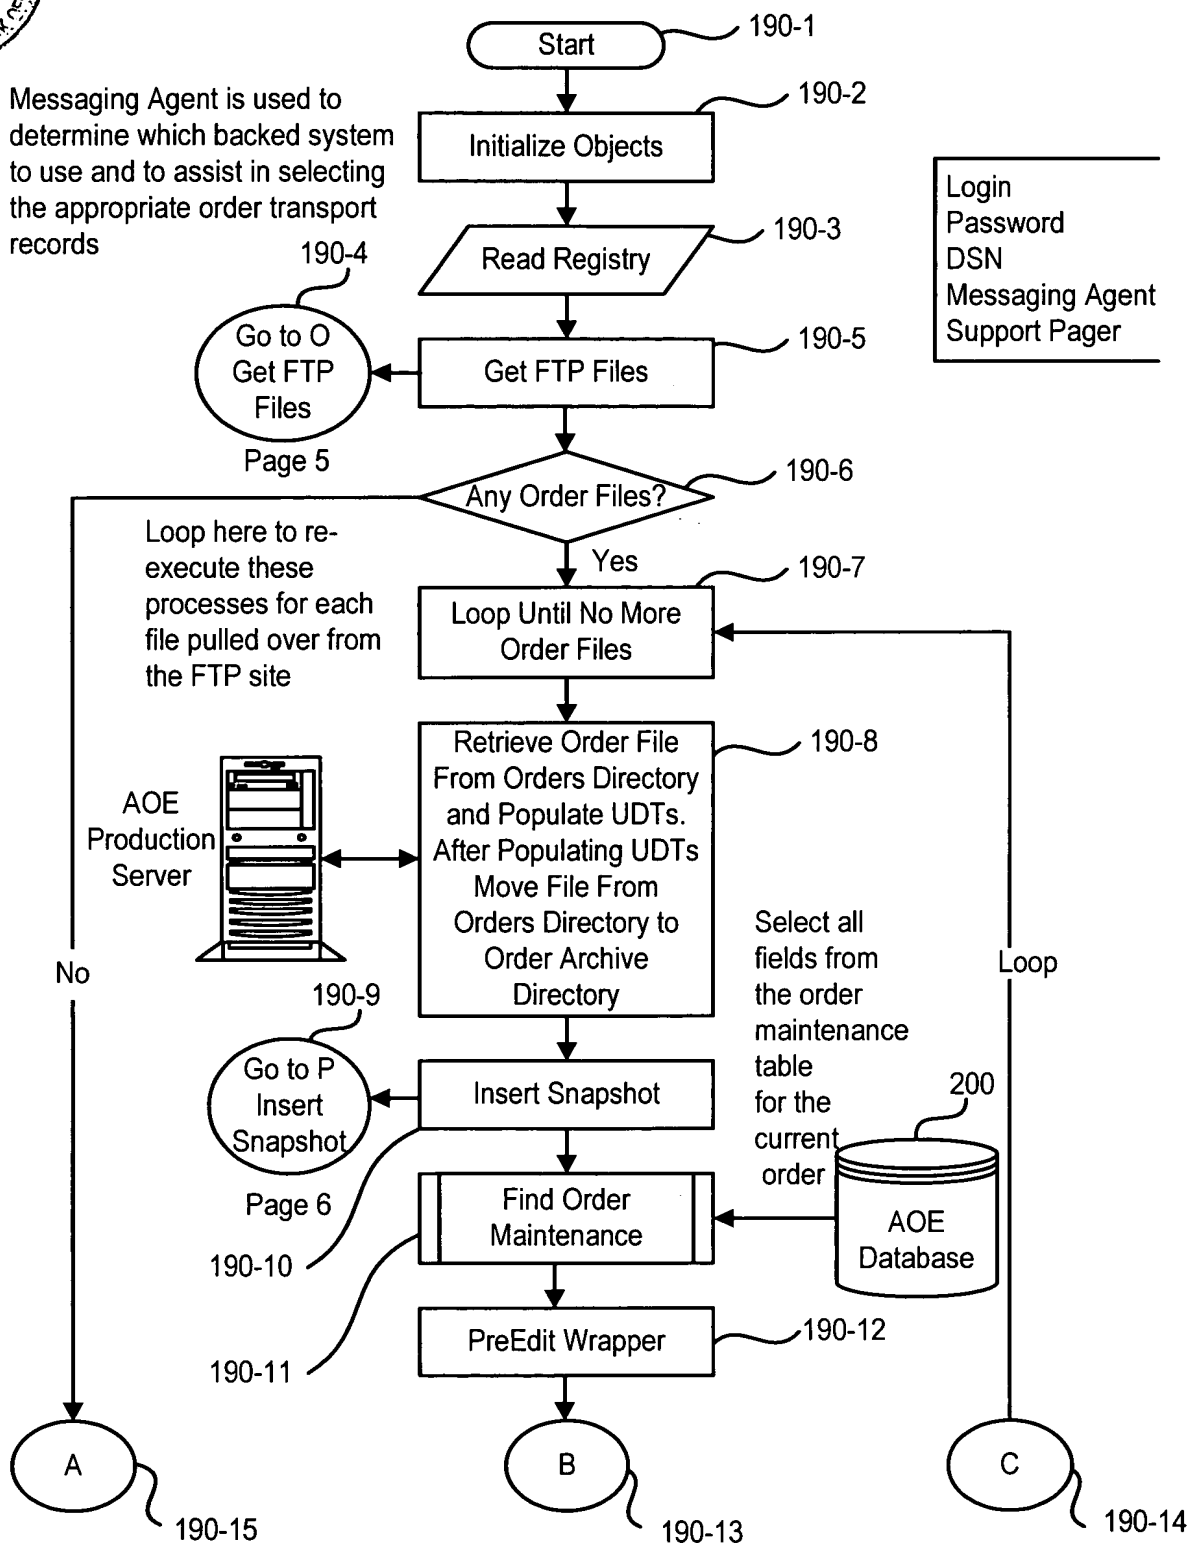 Start
190-1
Messaging Agent is used to
determine which backed system
to use and to assist in selecting
the appropriate order transport
records
190-2
Initialize Objects
Login
Password
DSN
Messaging Agent
Support Pager
190-3
Read Registry
190-4
Go to O
Get FTP
Files
Page 5
190-5
Get FTP Files
190-6
Any Order Files?
Yes
Loop here to re-
execute these
processes for each
file pulled over from
the FTP site
190-7
Loop Until No More
Order Files
190-8
Retrieve Order File
From Orders Directory
and Populate UDTs.
After Populating UDTs
Move File From
Orders Directory to
Order Archive
Directory
AOE
Production
Server
No
Loop
Select all
fields from
the order
maintenance
table
for the
current
order
190-9
Go to P
Insert
Snapshot
Page 6
Insert Snapshot
200
AOE
Database
Find Order
Maintenance
190-10
190-11
PreEdit Wrapper
190-12
A
B
C
190-15
190-13
190-14